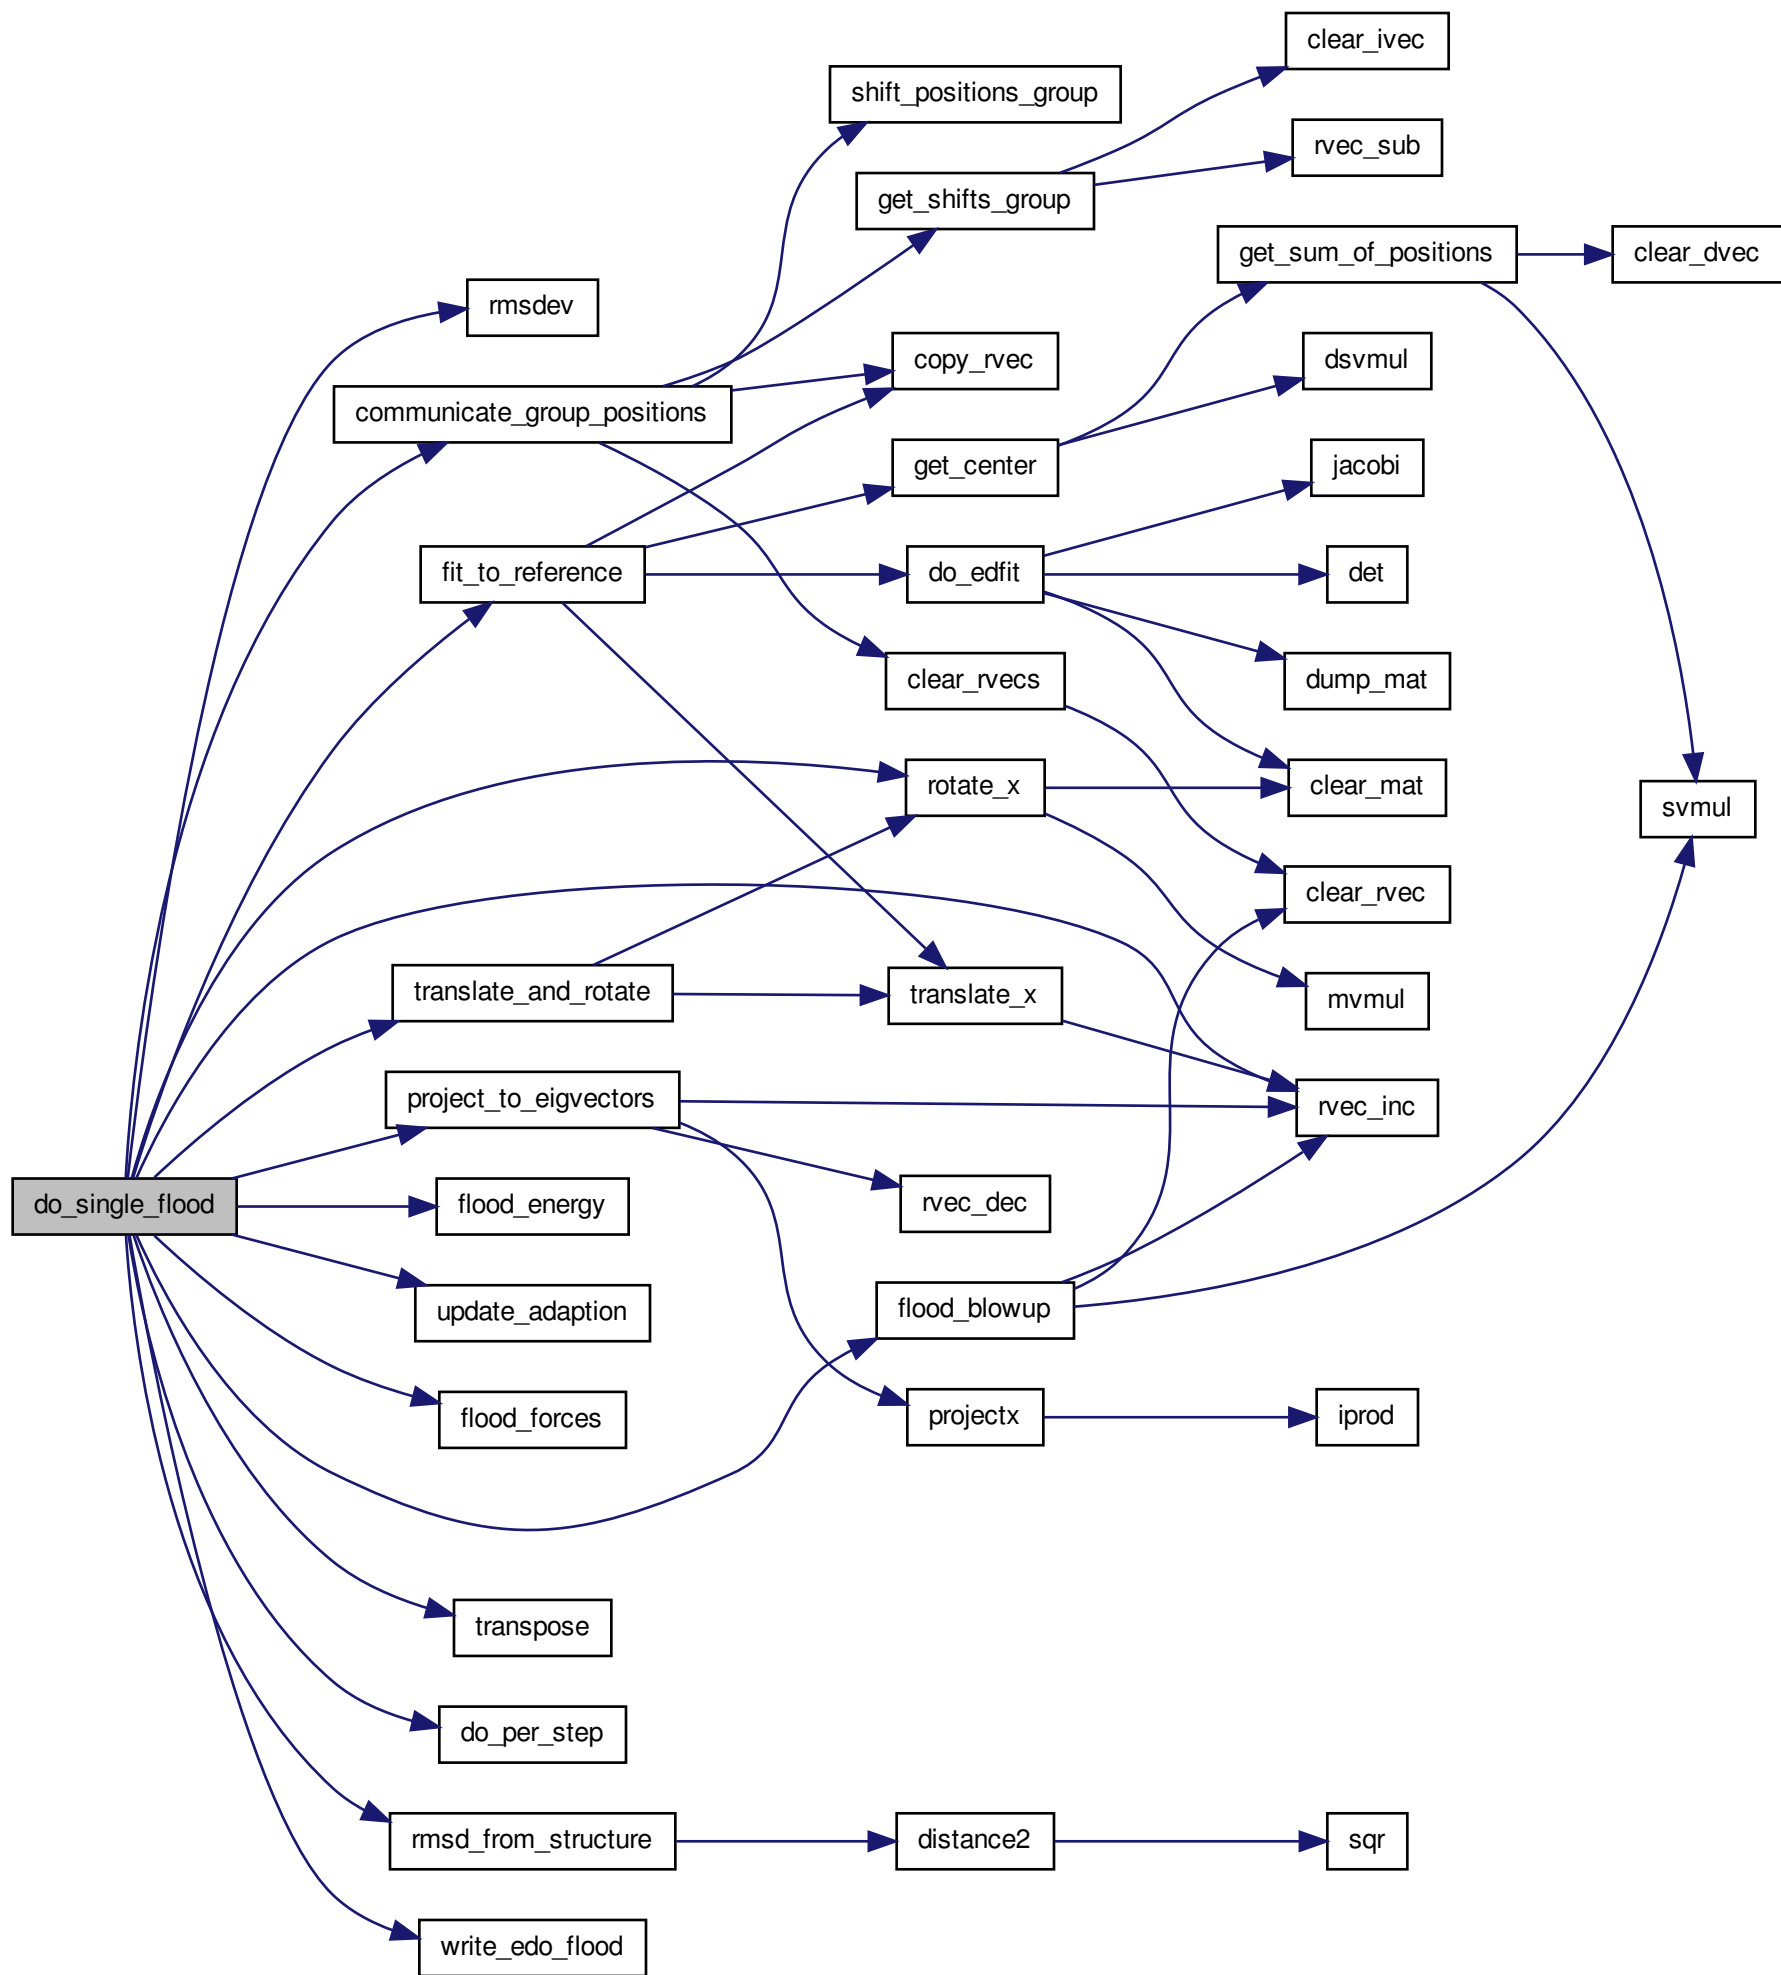 clear_ivec
shift_positions_group
rvec_sub
get_shifts_group
get_sum_of_positions
clear_dvec
rmsdev
copy_rvec
dsvmul
communicate_group_positions
get_center
jacobi
fit_to_reference
do_edfit
det
clear_rvecs
dump_mat
rotate_x
clear_mat
svmul
clear_rvec
translate_and_rotate
translate_x
mvmul
project_to_eigvectors
rvec_inc
do_single_flood
flood_energy
rvec_dec
update_adaption
flood_blowup
flood_forces
projectx
iprod
transpose
do_per_step
rmsd_from_structure
distance2
sqr
write_edo_flood